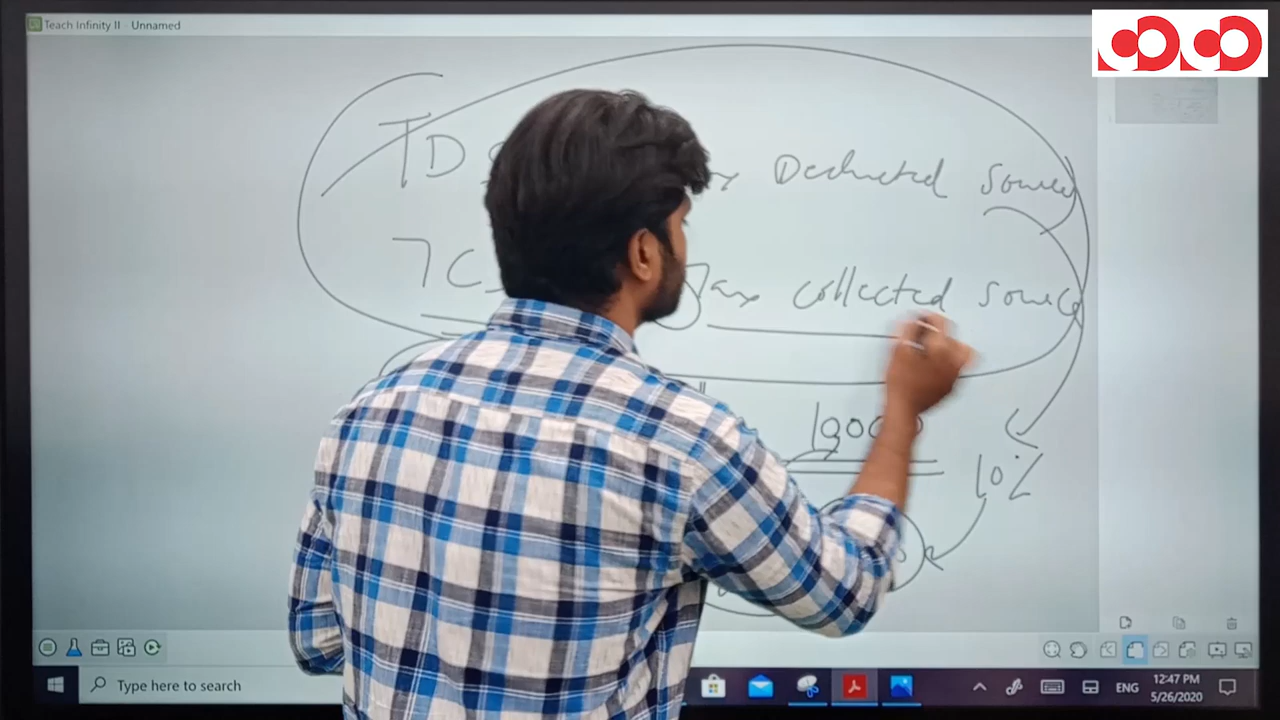 Teach Infinity II - Unnamed
TD Deducted Source
TC Tax collected Source
10%
Type here to search
ENG
12:47 PM
5/26/2020